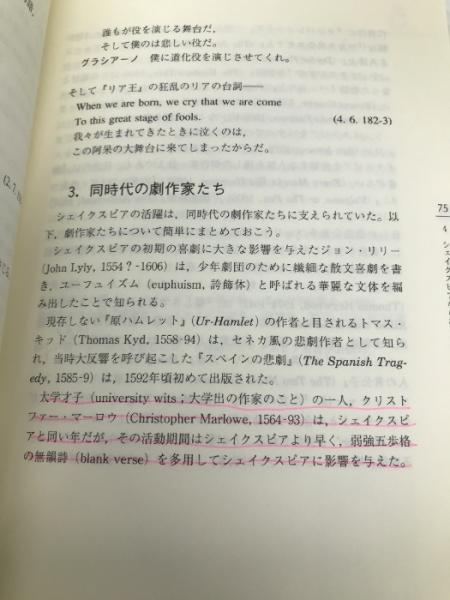 誰もが役を演じる舞台だ,
そして僕のは悲しい役だ。
グラシアーノ 僕に道化役を演じさせてくれ。
そして『リア王』の狂乱のリアの台詞——
When we are born, we cry that we are come
To this great stage of fools. (4. 6. 182-3)
我々が生まれてきたときに泣くのは,
この阿呆の大舞台に来てしまったからだ。
3. 同時代の劇作家たち
シェイクスピアの活躍は, 同時代の劇作家たちに支えられていた。以
下, 劇作家たちについて簡単にまとめておこう。
シェイクスピアの初期の喜劇に大きな影響を与えたジョン・リリー
(John Lyly, 1554？-1606) は, 少年劇団のために繊細な散文喜劇を書
き, ユーフュイズム (euphuism, 誇飾体) と呼ばれる華麗な文体を編
み出したことで知られる。
現存しない『原ハムレット』(Ur-Hamlet) の作者と目されるトマス・
キッド (Thomas Kyd, 1558-94) は, セネカ風の悲劇作者として知ら
れ, 当時大反響を呼び起こした『スペインの悲劇』(The Spanish Trag-
edy, 1585-9) は, 1592年頃初めて出版された。
大学才子 (university wits；大学出の作家のこと) の一人, クリスト
ファー・マーロウ (Christopher Marlowe, 1564-93) は, シェイクスピ
アと同い年だが, その活動期間はシェイクスピアより早く, 弱強五歩格
の無韻詩 (blank verse) を多用してシェイクスピアに影響を与えた。
75
4